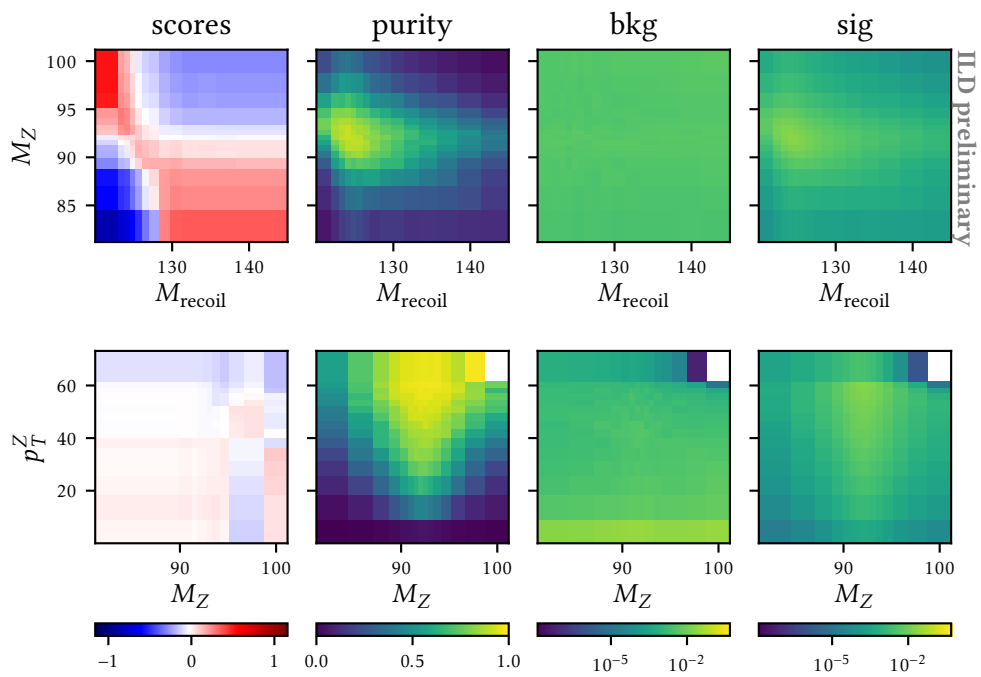 scores purity bkg sig
100
95
90
85
M_Z
130 140 130 140 130 140 130 140
M_recoil M_recoil M_recoil M_recoil
ILD preliminary
60
40
20
p_T^Z
90 100 90 100 90 100 90 100
M_Z M_Z M_Z M_Z
−1 0 1 0.0 0.5 1.0 10^−5 10^−2 10^−5 10^−2